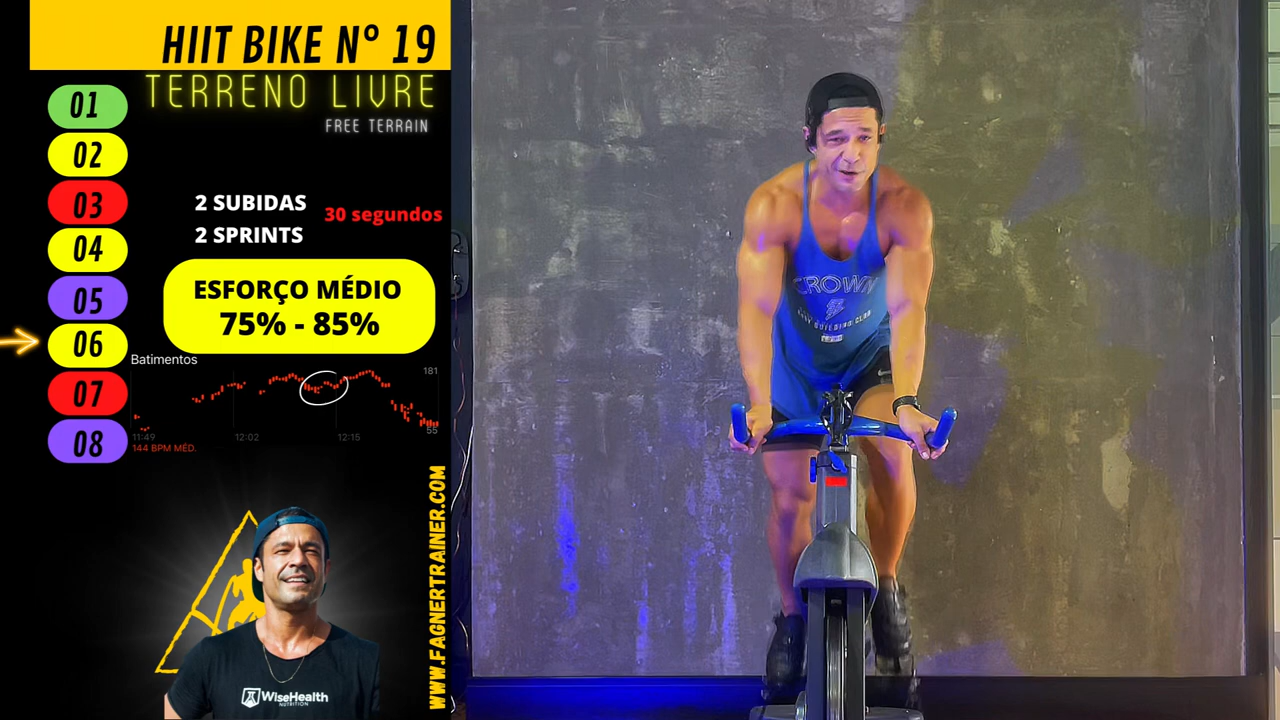 HIIT BIKE Nº 19
TERRENO LIVRE
FREE TERRAIN
01
02
03
04
05
06
07
08
2 SUBIDAS
30 segundos
2 SPRINTS
ESFORÇO MÉDIO
75% - 85%
Batimentos
181
55
11:49
12:02
12:15
144 BPM MÉD.
WWW.FAGNERTRAINER.COM
WiseHealth
NUTRITION
CROWN